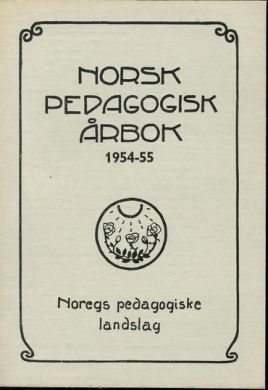 NORSK
PEDAGOGISK
ÅRBOK
1954-55
Noregs pedagogiske
landslag